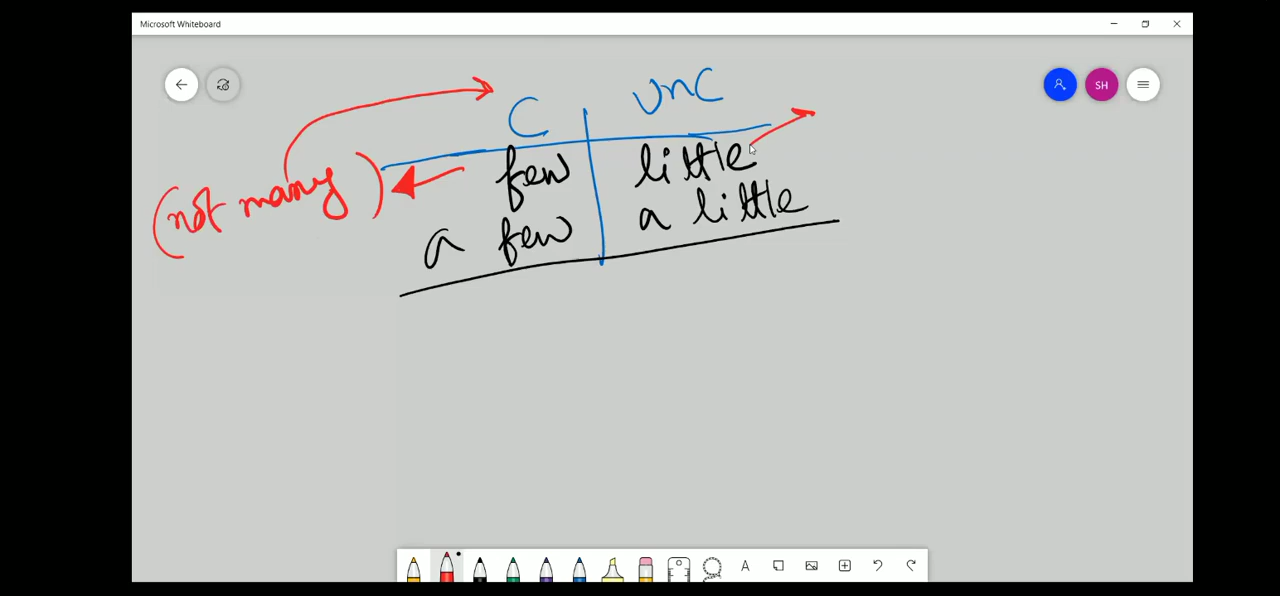 Microsoft Whiteboard
SH
C UnC
(not many) few little
a few a little
A